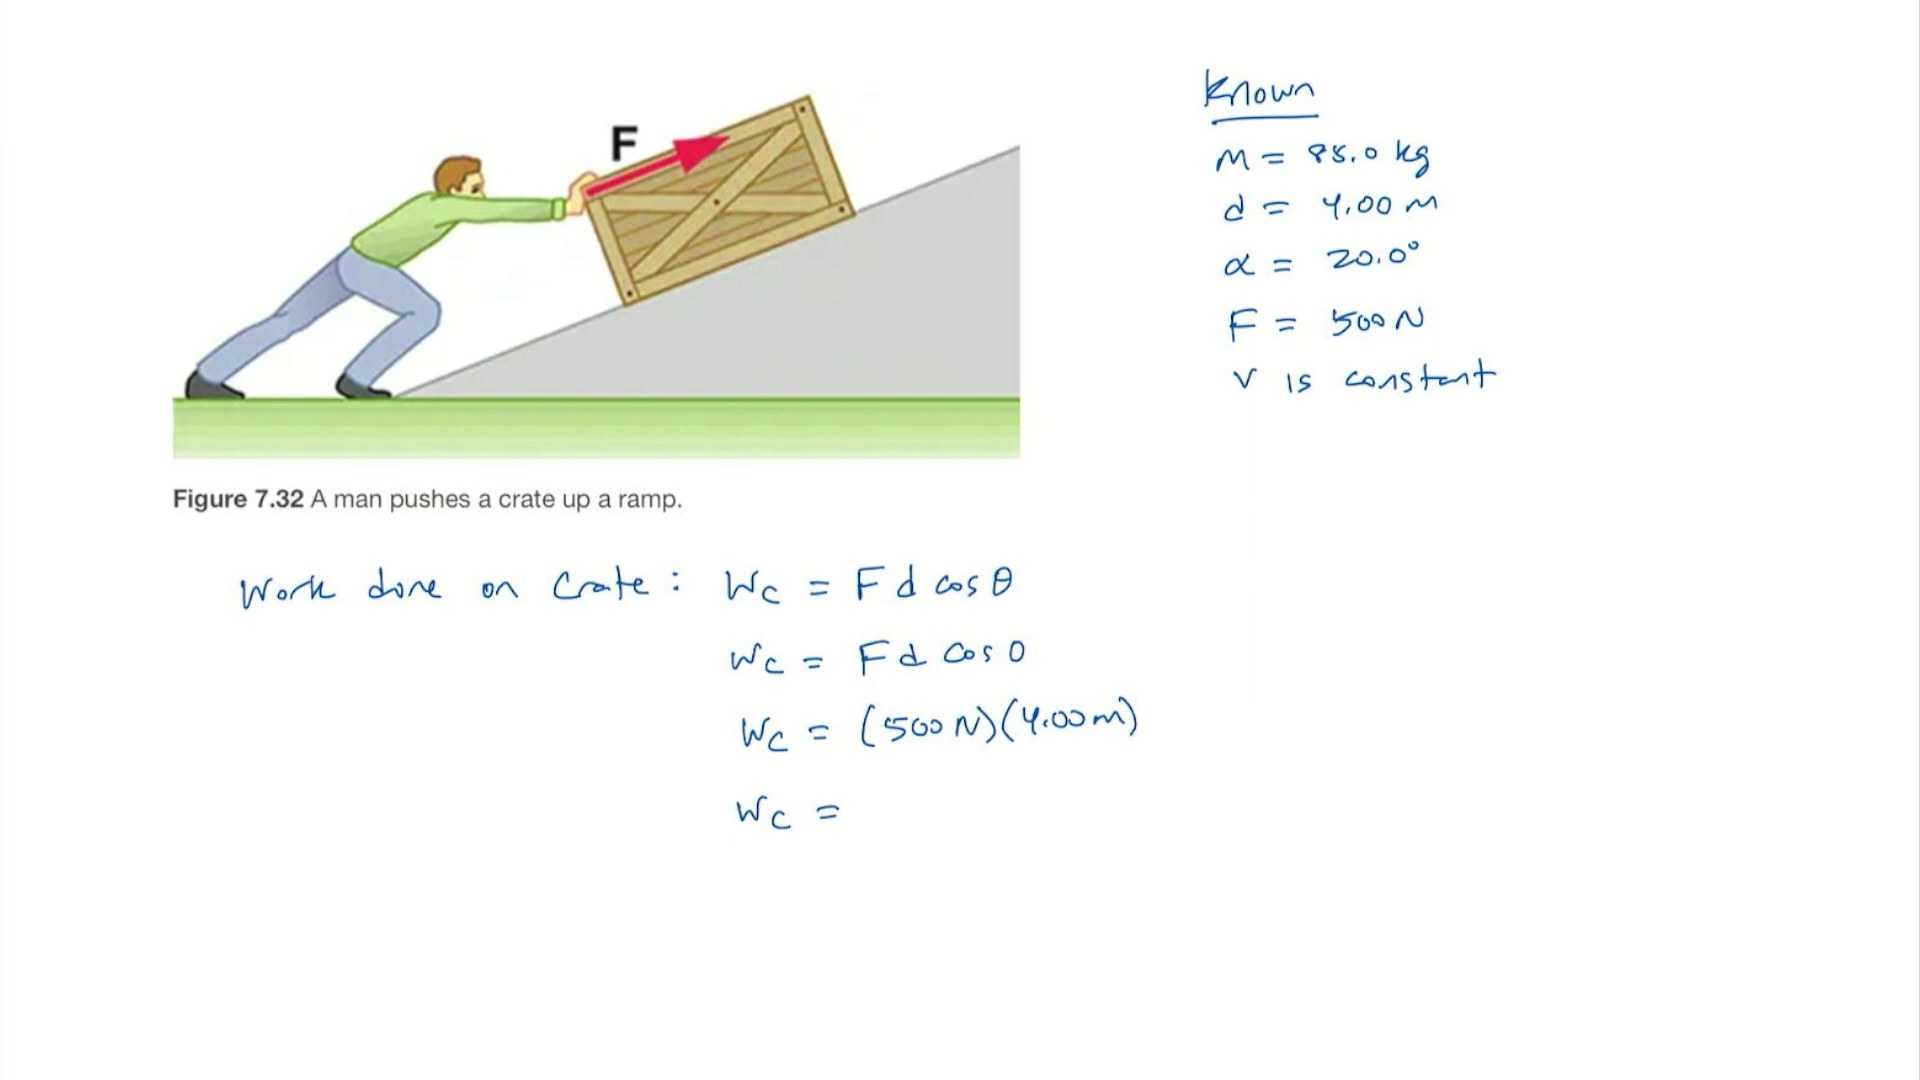 F
Figure 7.32 A man pushes a crate up a ramp.
Known
m = 85.0 kg
d = 4.00 m
α = 20.0°
F = 500 N
v is constant
Work done on crate: Wc = F d cos θ
Wc = F d cos 0
Wc = (500 N)(4.00 m)
Wc =